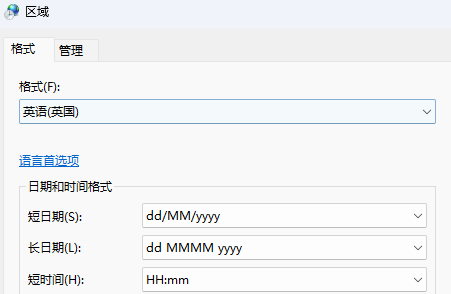 区域
格式
管理
格式(F):
英语(英国)
语言首选项
日期和时间格式
短日期(S):
dd/MM/yyyy
长日期(L):
dd MMMM yyyy
短时间(H):
HH:mm